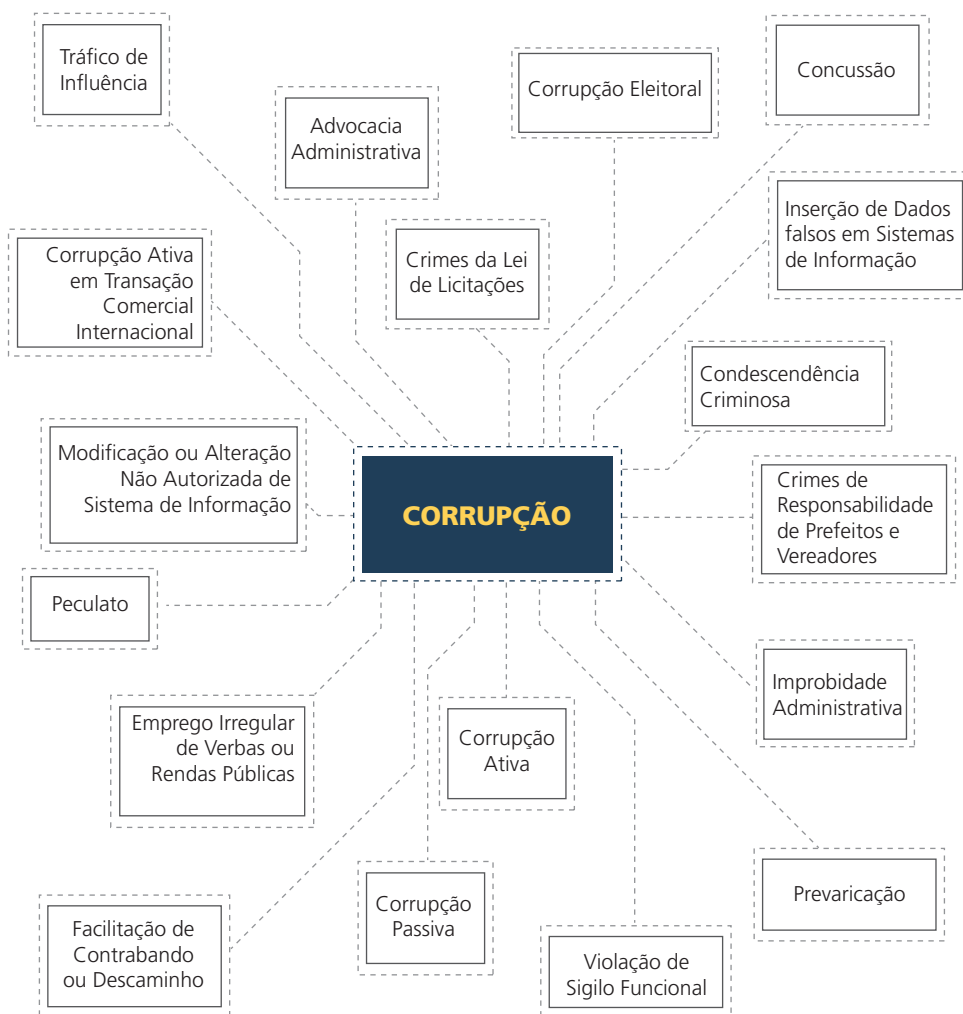 Tráfico de
Influência
Corrupção Eleitoral
Concussão
Advocacia
Administrativa
Inserção de Dados
falsos em Sistemas
de Informação
Corrupção Ativa
em Transação
Comercial
Internacional
Crimes da Lei
de Licitações
Condescendência
Criminosa
Modificação ou Alteração
Não Autorizada de
Sistema de Informação
CORRUPÇÃO
Crimes de
Responsabilidade
de Prefeitos e
Vereadores
Peculato
Improbidade
Administrativa
Emprego Irregular
de Verbas ou
Rendas Públicas
Corrupção
Ativa
Prevaricação
Corrupção
Passiva
Facilitação de
Contrabando
ou Descaminho
Violação de
Sigilo Funcional